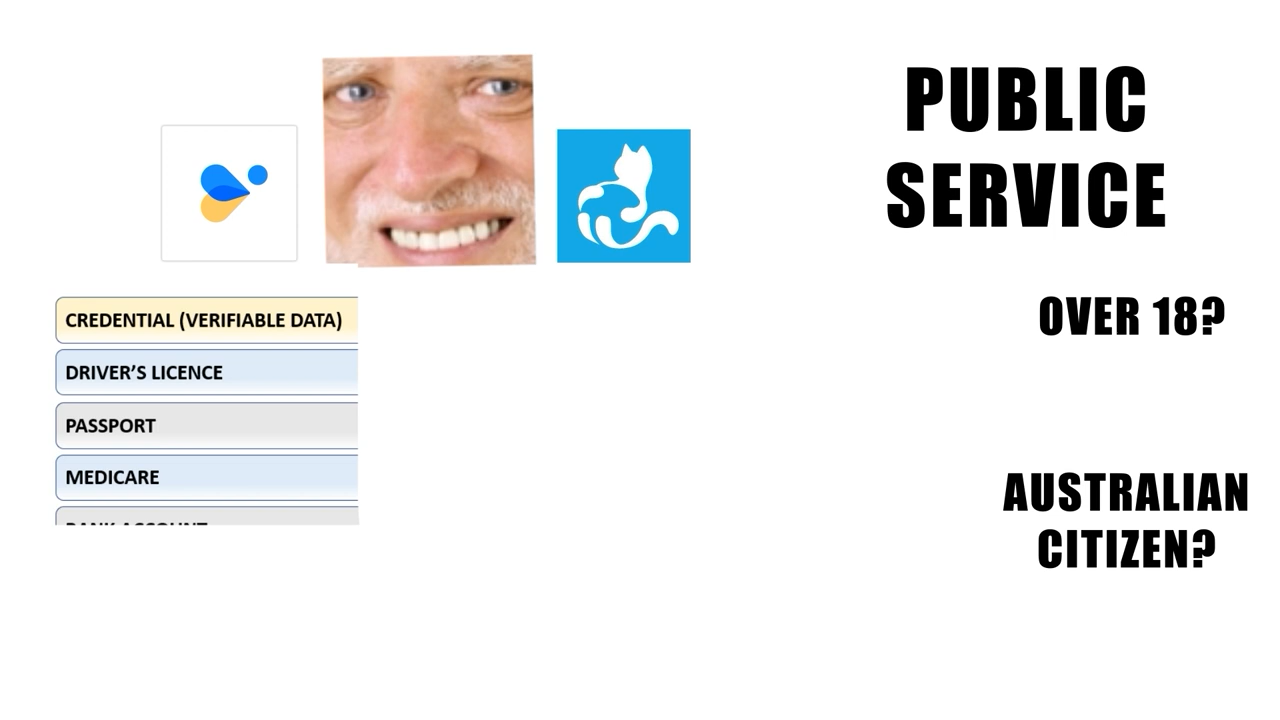 PUBLIC
SERVICE
CREDENTIAL (VERIFIABLE DATA)
OVER 18?
DRIVER’S LICENCE
PASSPORT
MEDICARE
AUSTRALIAN
CITIZEN?